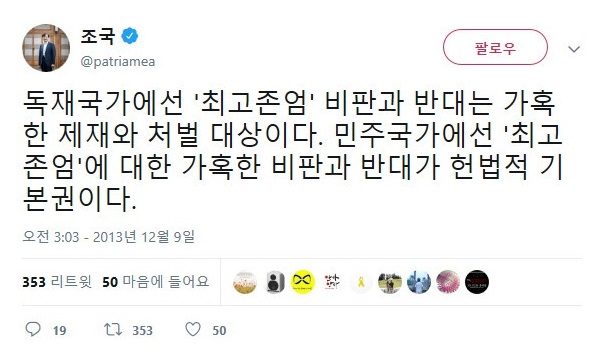 조국
@patriamea
팔로우
독재국가에선 '최고존엄' 비판과 반대는 가혹
한 제재와 처벌 대상이다. 민주국가에선 '최고
존엄'에 대한 가혹한 비판과 반대가 헌법적 기
본권이다.
오전 3:03 - 2013년 12월 9일
353 리트윗 50 마음에 들어요
19 353 50